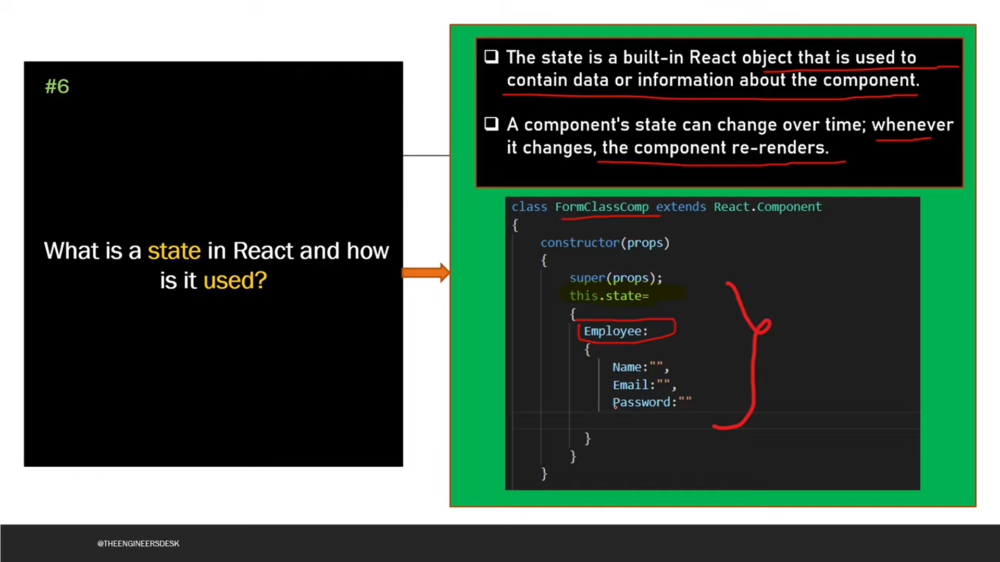 #6
What is a state in React and how
is it used?
❑ The state is a built-in React object that is used to
contain data or information about the component.
❑ A component's state can change over time; whenever
it changes, the component re-renders.
class FormClassComp extends React.Component
{
constructor(props)
{
super(props);
this.state=
{
Employee:
{
Name:"",
Email:"",
Password:""
}
}
}
@THEENGINEERSDESK